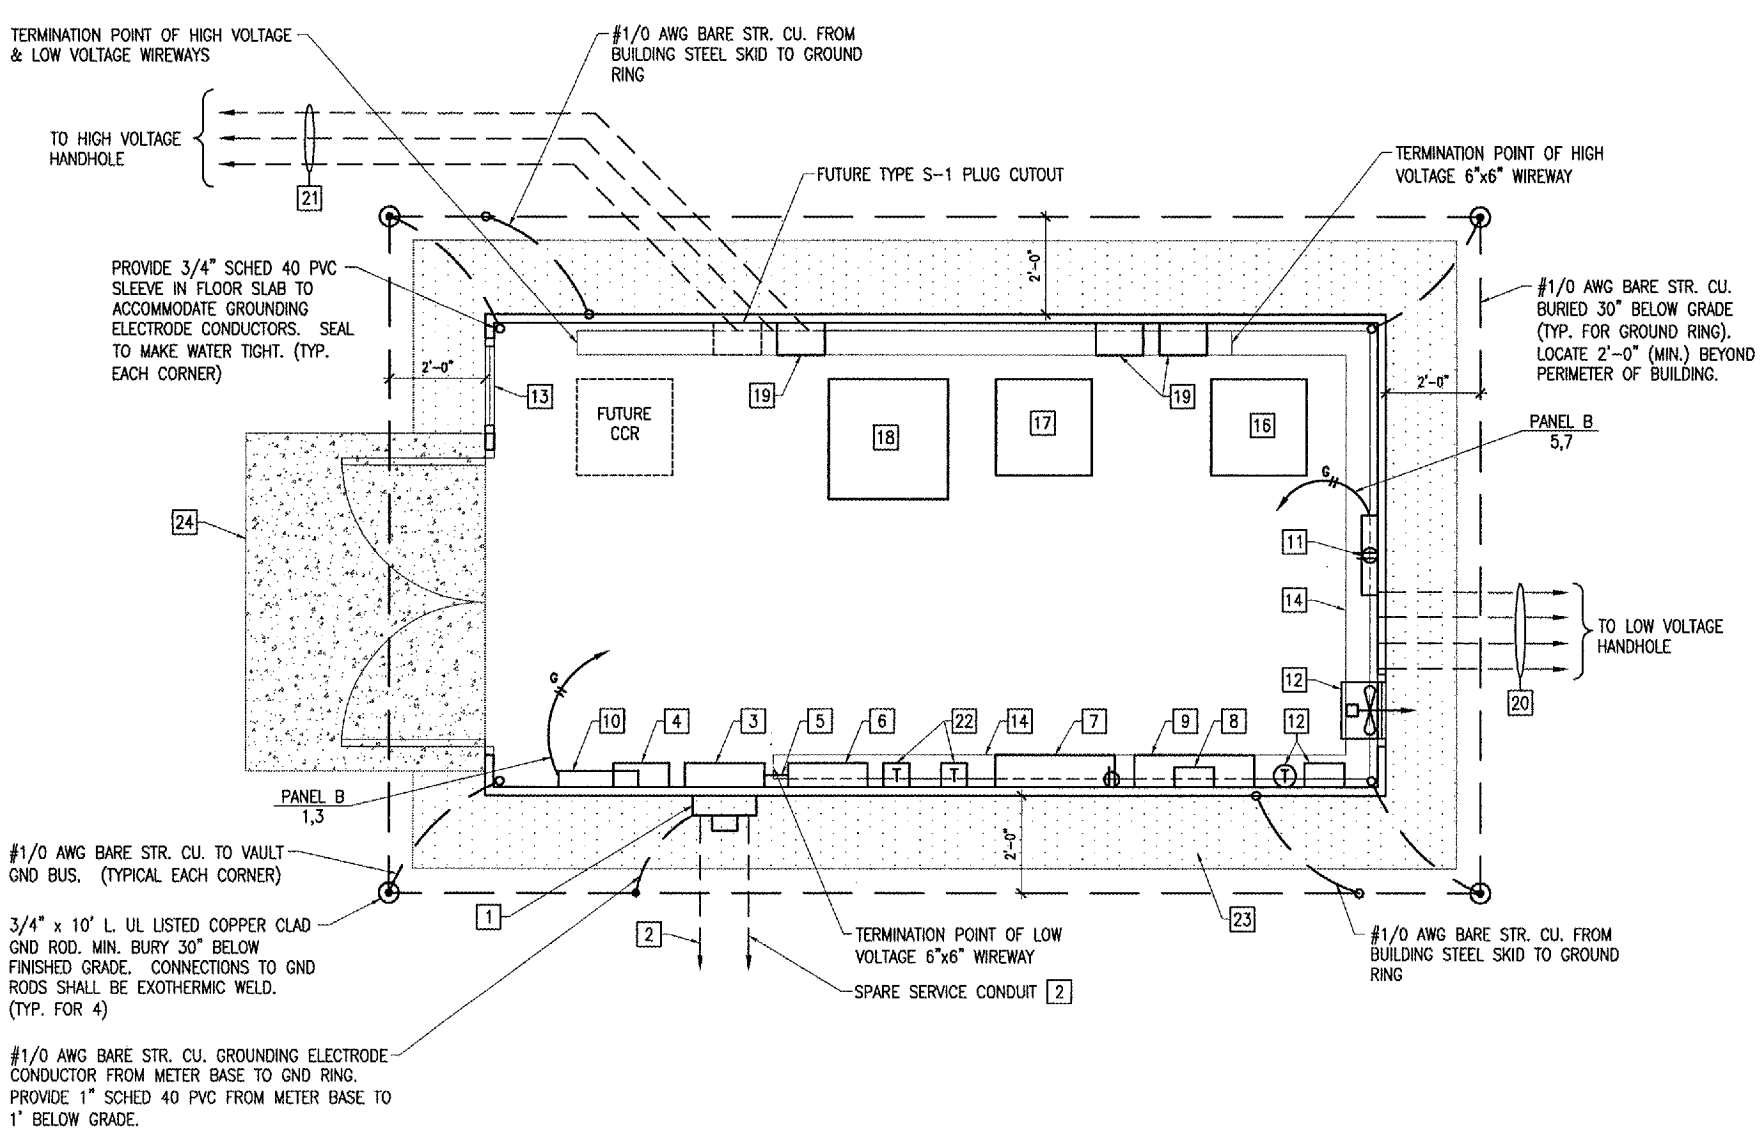 TERMINATION POINT OF HIGH VOLTAGE
& LOW VOLTAGE WIREWAYS
#1/0 AWG BARE STR. CU. FROM
BUILDING STEEL SKID TO GROUND
RING
TO HIGH VOLTAGE
HANDHOLE
21
FUTURE TYPE S-1 PLUG CUTOUT
TERMINATION POINT OF HIGH
VOLTAGE 6"x6" WIREWAY
PROVIDE 3/4" SCHED 40 PVC
SLEEVE IN FLOOR SLAB TO
ACCOMMODATE GROUNDING
ELECTRODE CONDUCTORS. SEAL
TO MAKE WATER TIGHT. (TYP.
EACH CORNER)
2'-0"
2'-0"
2'-0"
#1/0 AWG BARE STR. CU.
BURIED 30" BELOW GRADE
(TYP. FOR GROUND RING).
LOCATE 2'-0" (MIN.) BEYOND
PERIMETER OF BUILDING.
13
19
19
FUTURE
CCR
18
17
16
PANEL B
5,7
G
24
11
14
TO LOW VOLTAGE
HANDHOLE
12
20
G
10
4
3
5
6
22
14
7
9
8
12
T
T
T
PANEL B
1,3
2'-0"
#1/0 AWG BARE STR. CU. TO VAULT
GND BUS. (TYPICAL EACH CORNER)
1
2
23
3/4" x 10' L. UL LISTED COPPER CLAD
GND ROD. MIN. BURY 30" BELOW
FINISHED GRADE. CONNECTIONS TO GND
RODS SHALL BE EXOTHERMIC WELD.
(TYP. FOR 4)
TERMINATION POINT OF LOW
VOLTAGE 6"x6" WIREWAY
SPARE SERVICE CONDUIT 2
#1/0 AWG BARE STR. CU. FROM
BUILDING STEEL SKID TO GROUND
RING
#1/0 AWG BARE STR. CU. GROUNDING ELECTRODE
CONDUCTOR FROM METER BASE TO GND RING.
PROVIDE 1" SCHED 40 PVC FROM METER BASE TO
1' BELOW GRADE.